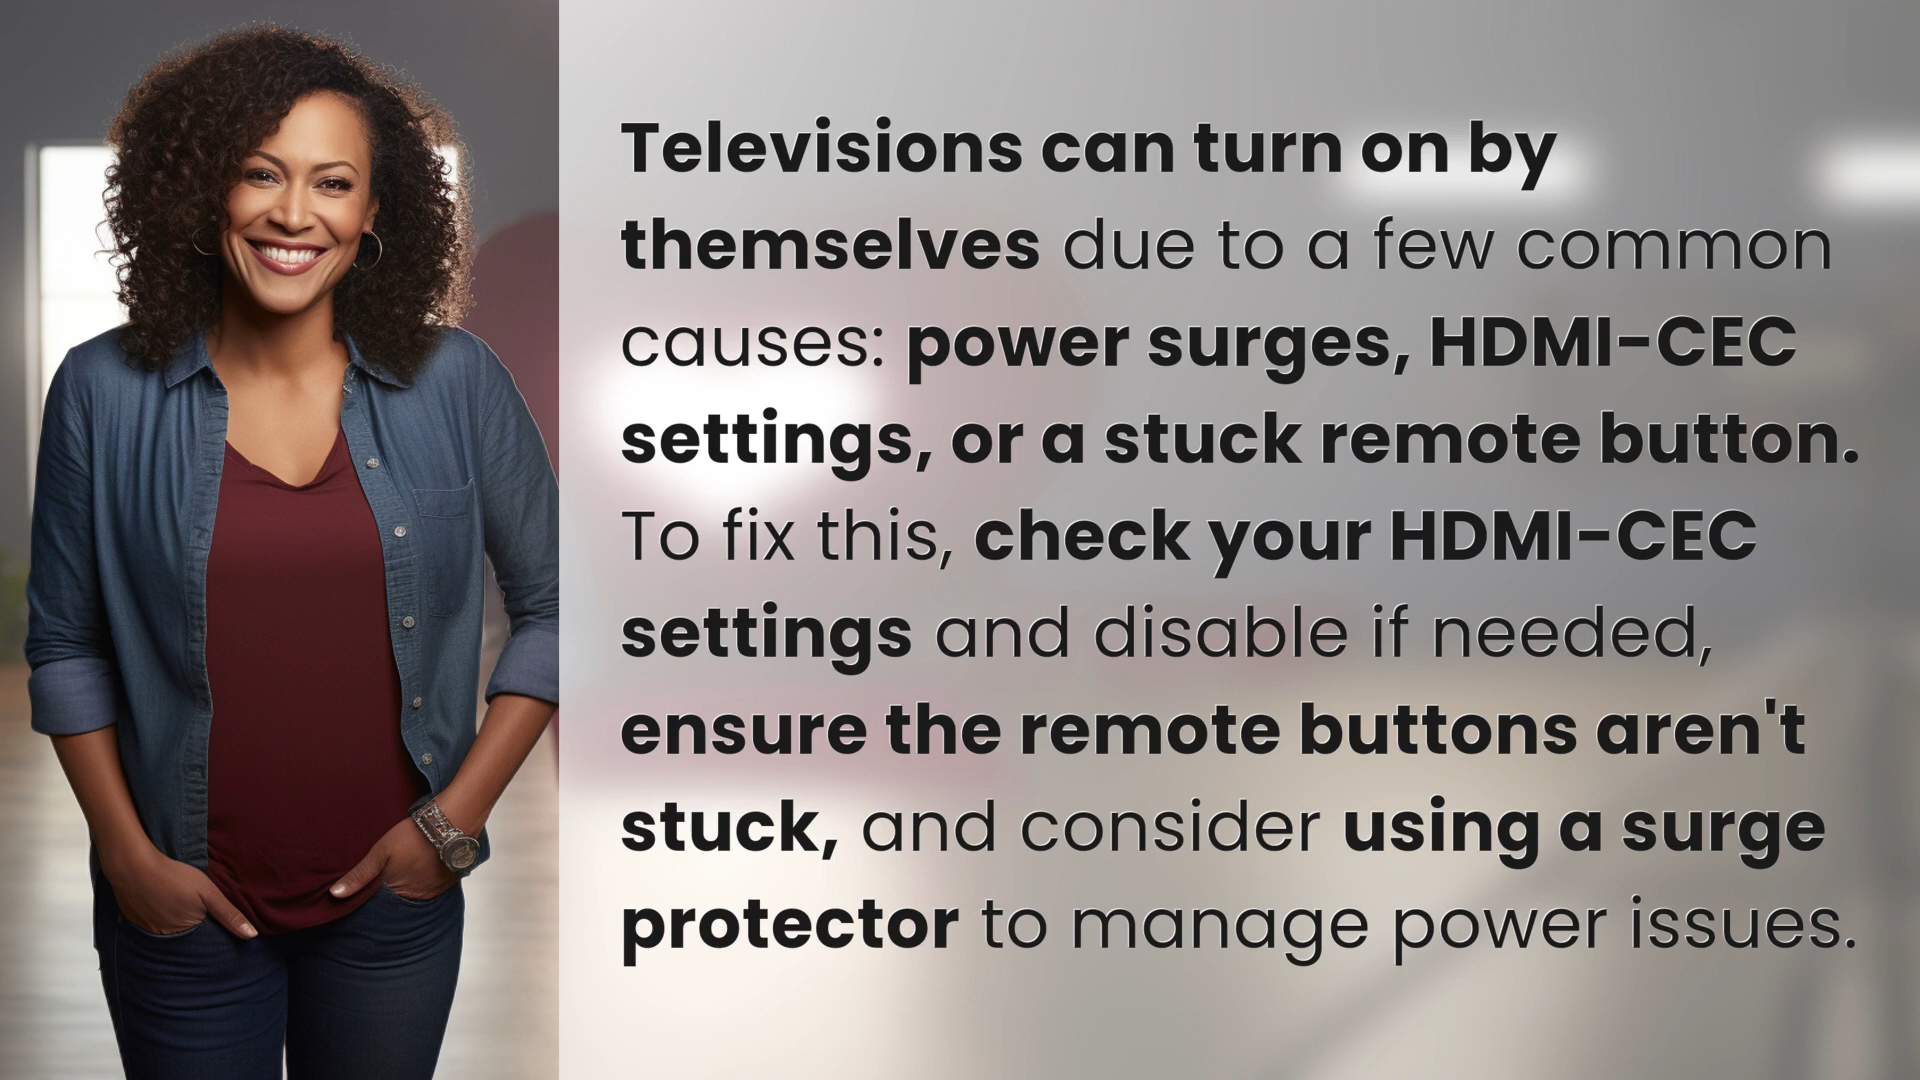 Televisions can turn on by
themselves due to a few common
causes: power surges, HDMI-CEC
settings, or a stuck remote button.
To fix this, check your HDMI-CEC
settings and disable if needed,
ensure the remote buttons aren't
stuck, and consider using a surge
protector to manage power issues.